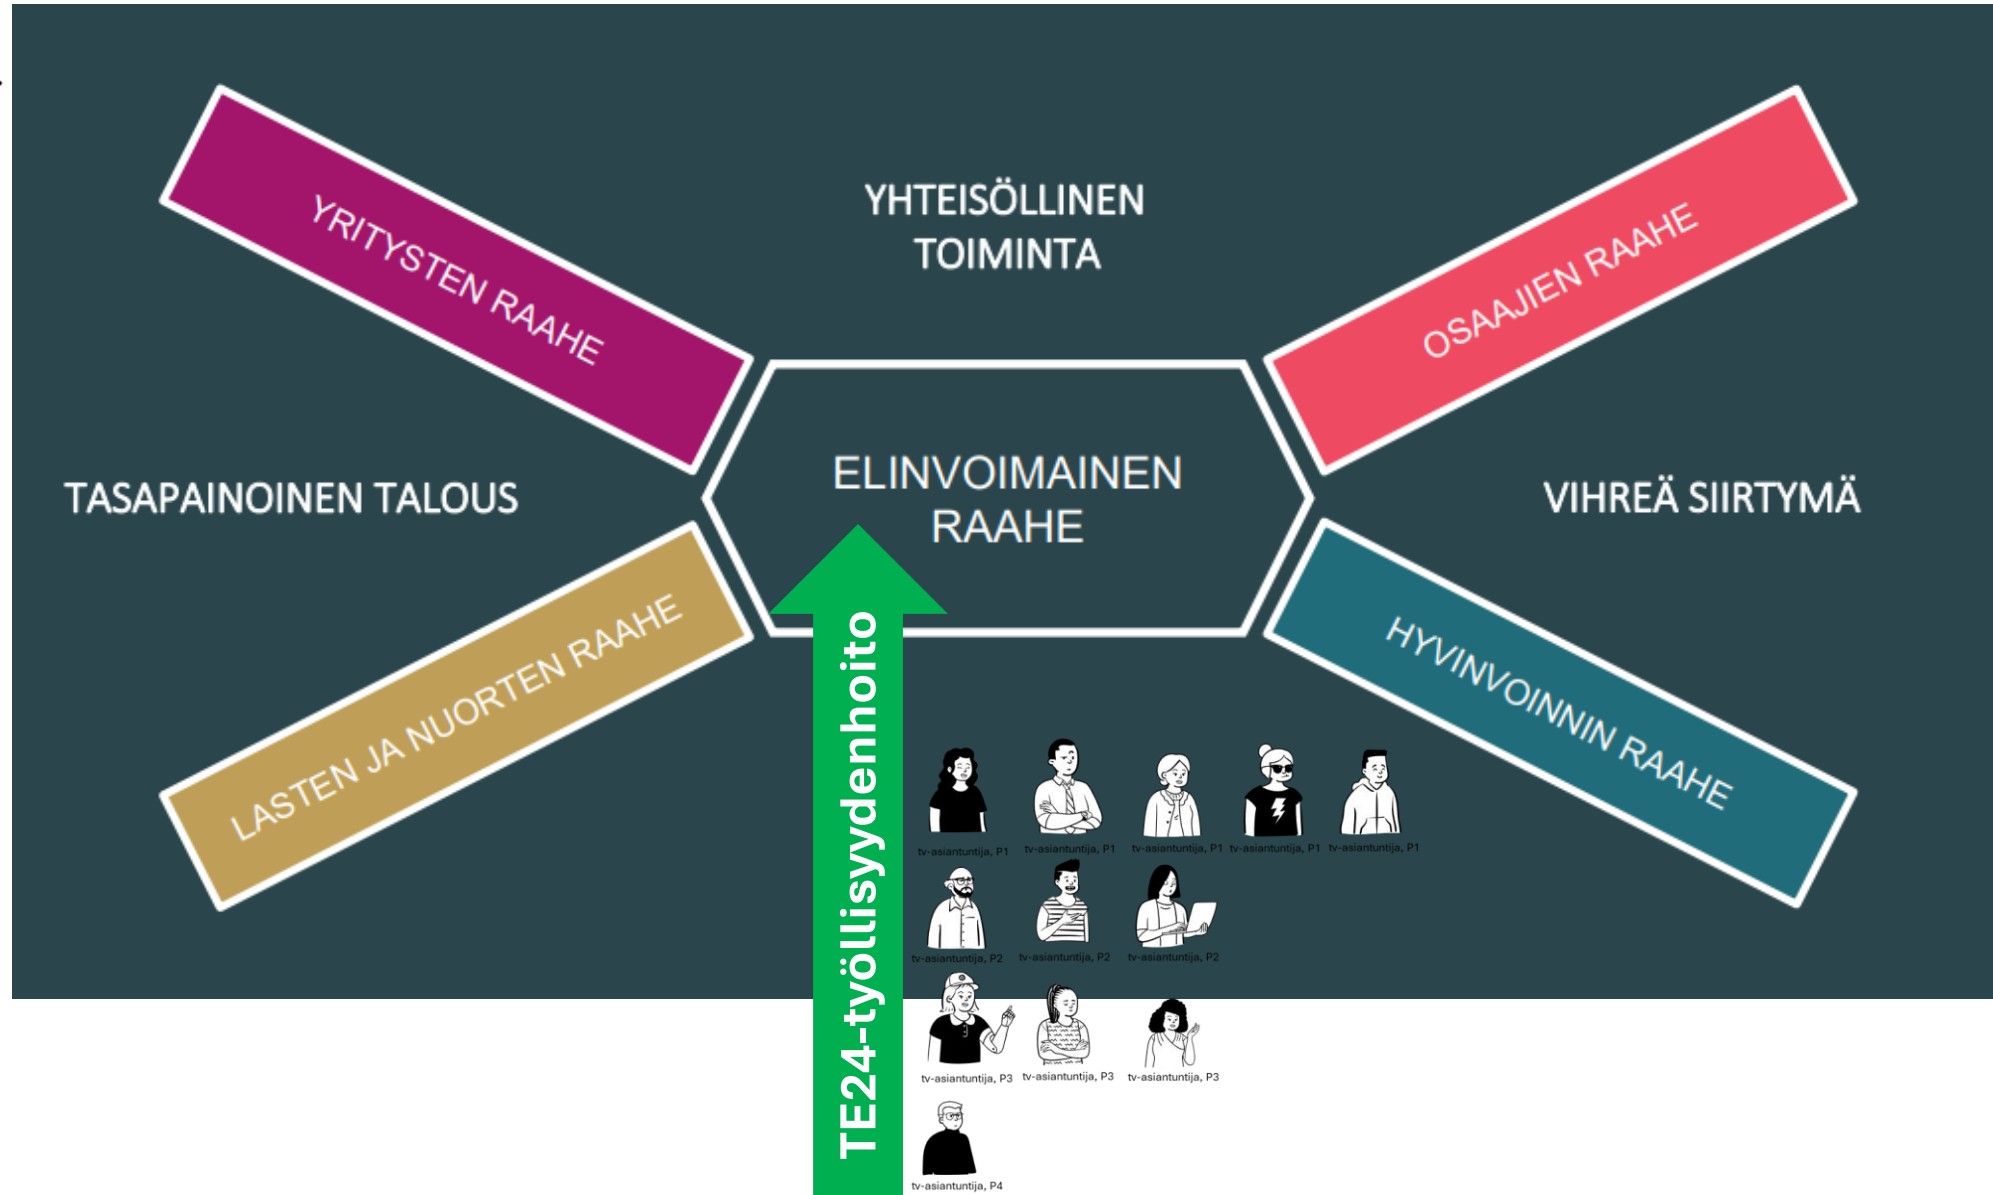 YRITYSTEN RAAHE
YHTEISÖLLINEN
TOIMINTA
OSAAJIEN RAAHE
TASAPAINOINEN TALOUS
ELINVOIMAINEN
RAAHE
VIHREÄ SIIRTYMÄ
LASTEN JA NUORTEN RAAHE
HYVINVOINNIN RAAHE
TE24-työllisyydenhoito
tv-asiantuntija, P1
tv-asiantuntija, P1
tv-asiantuntija, P1
tv-asiantuntija, P1
tv-asiantuntija, P1
tv-asiantuntija, P2
tv-asiantuntija, P2
tv-asiantuntija, P2
tv-asiantuntija, P3
tv-asiantuntija, P3
tv-asiantuntija, P3
tv-asiantuntija, P4